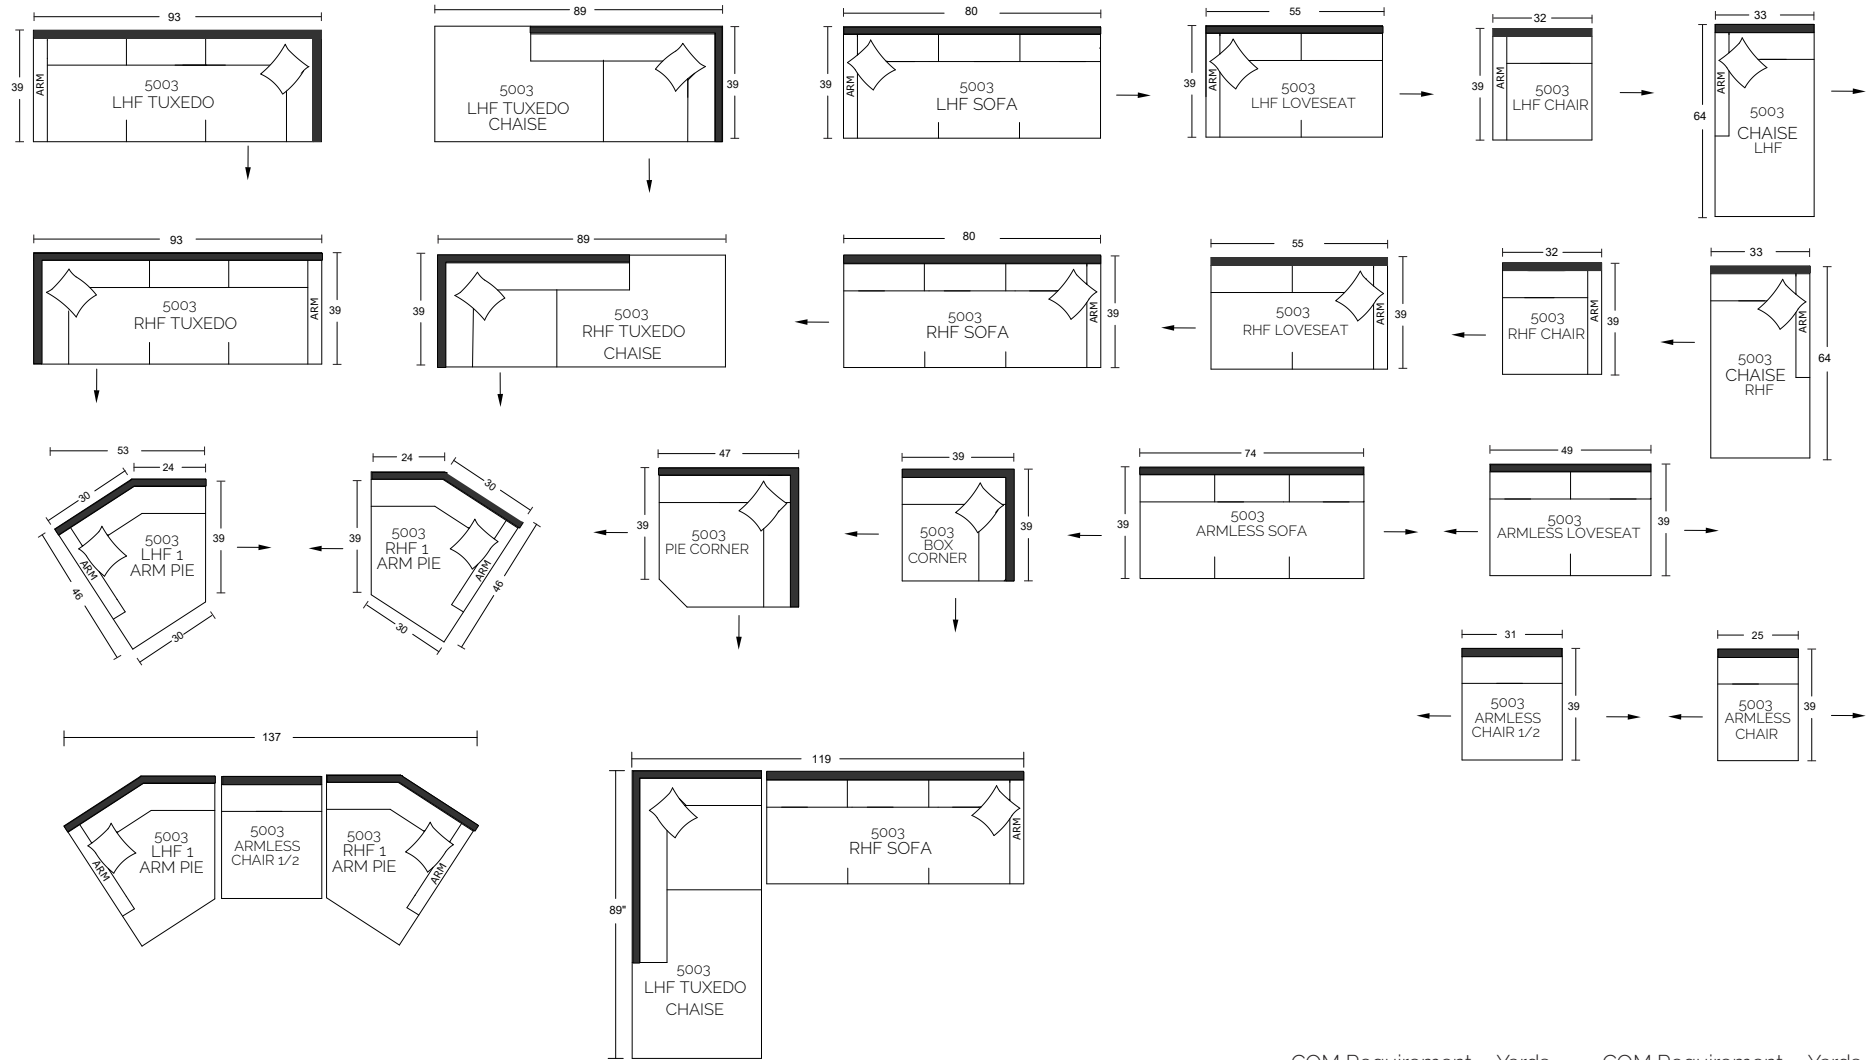 93
39
ARM
5003
LHF TUXEDO
89
39
5003
LHF TUXEDO
CHAISE
80
39
ARM
5003
LHF SOFA
55
39
ARM
5003
LHF LOVESEAT
32
39
ARM
5003
LHF CHAIR
33
64
ARM
5003
CHAISE
LHF
93
39
ARM
5003
RHF TUXEDO
89
39
5003
RHF TUXEDO
CHAISE
80
39
ARM
5003
RHF SOFA
55
39
ARM
5003
RHF LOVESEAT
32
39
ARM
5003
RHF CHAIR
33
64
ARM
5003
CHAISE
RHF
53
24
30
39
46
30
ARM
5003
LHF 1
ARM PIE
24
30
39
46
30
ARM
5003
RHF 1
ARM PIE
47
39
5003
PIE CORNER
39
39
5003
BOX
CORNER
74
39
5003
ARMLESS SOFA
49
39
5003
ARMLESS LOVESEAT
31
39
5003
ARMLESS
CHAIR 1/2
25
39
5003
ARMLESS
CHAIR
137
ARM
5003
LHF 1
ARM PIE
5003
ARMLESS
CHAIR 1/2
5003
RHF 1
ARM PIE
ARM
119
89"
5003
LHF TUXEDO
CHAISE
5003
RHF SOFA
ARM
COM Requirement - Yards
COM Requirement - Yards